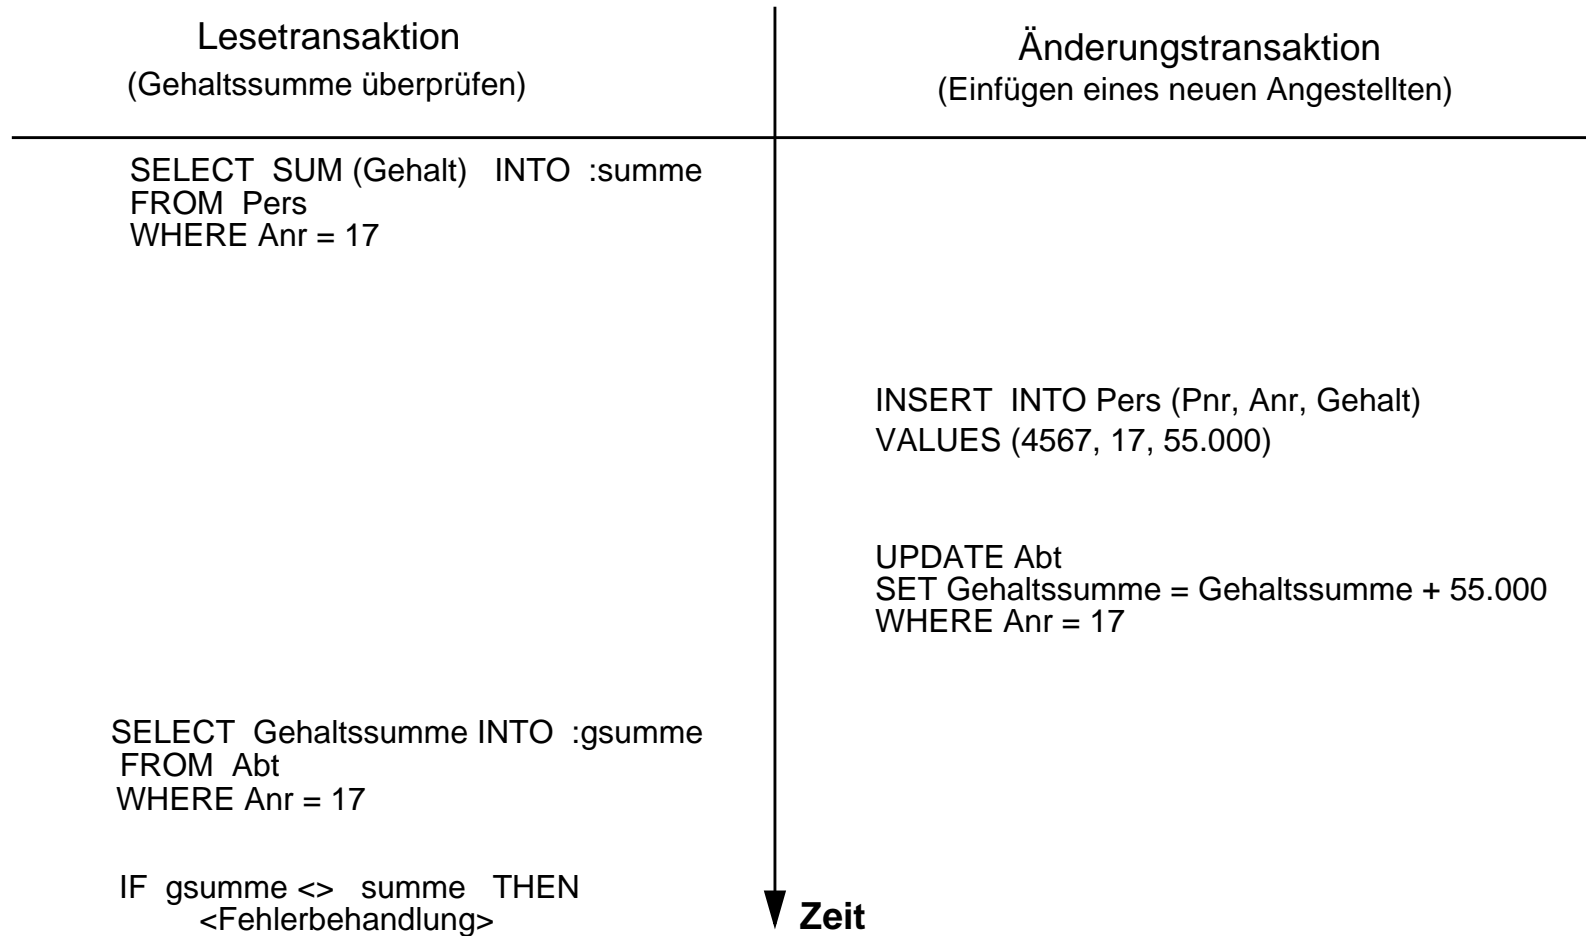 Lesetransaktion
(Gehaltssumme überprüfen)
Änderungstransaktion
(Einfügen eines neuen Angestellten)
SELECT SUM (Gehalt) INTO :summe
FROM Pers
WHERE Anr = 17
INSERT INTO Pers (Pnr, Anr, Gehalt)
VALUES (4567, 17, 55.000)
UPDATE Abt
SET Gehaltssumme = Gehaltssumme + 55.000
WHERE Anr = 17
SELECT Gehaltssumme INTO :gsumme
FROM Abt
WHERE Anr = 17
IF gsumme <> summe THEN
<Fehlerbehandlung>
Zeit